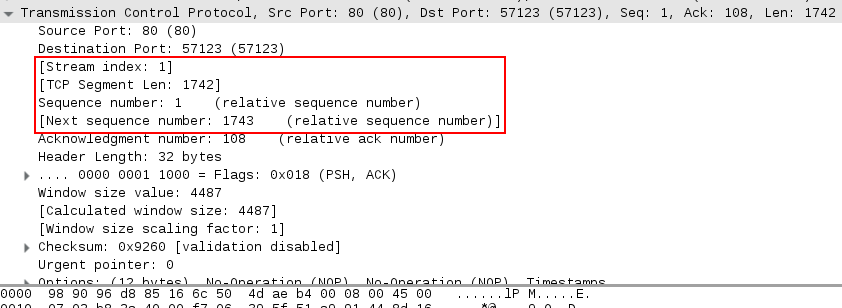 Transmission Control Protocol, Src Port: 80 (80), Dst Port: 57123 (57123), Seq: 1, Ack: 108, Len: 1742
Source Port: 80 (80)
Destination Port: 57123 (57123)
[Stream index: 1]
[TCP Segment Len: 1742]
Sequence number: 1    (relative sequence number)
[Next sequence number: 1743    (relative sequence number)]
Acknowledgment number: 108    (relative ack number)
Header Length: 32 bytes
.... 0000 0001 1000 = Flags: 0x018 (PSH, ACK)
Window size value: 4487
[Calculated window size: 4487]
[Window size scaling factor: 1]
Checksum: 0x9260 [validation disabled]
Urgent pointer: 0
Options: (12 bytes), No-Operation (NOP), No-Operation (NOP), Timestamps
0000  98 90 96 d8 85 16 6c 50  4d ae b4 00 08 00 45 00   ......lP M.....E.